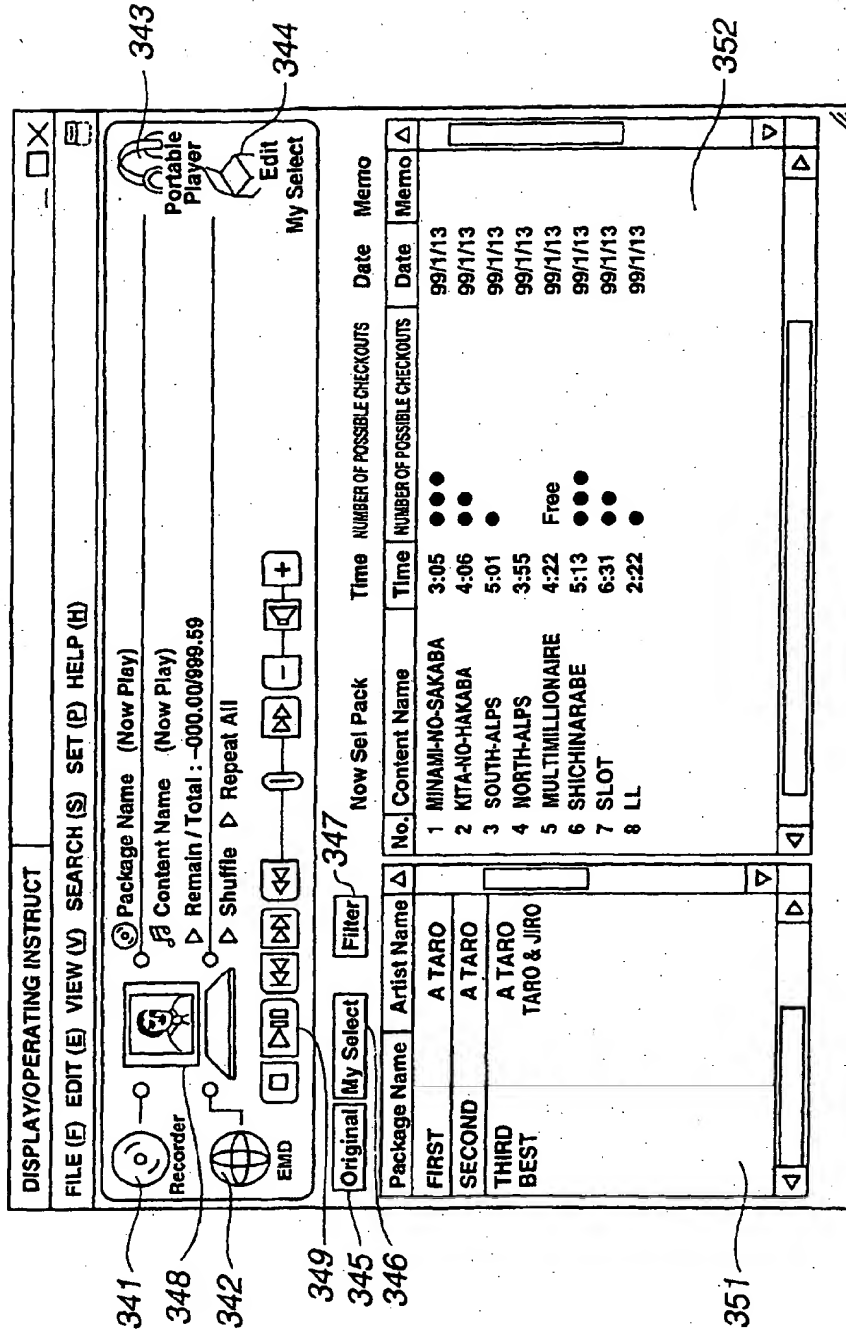 DISPLAY/OPERATING INSTRUCT
FILE (F) EDIT (E) VIEW (V) SEARCH (S) SET (P) HELP (H)
341
348
342
349
345
346
347
343
344
351
352
Recorder
EMD
Package Name (Now Play)
Content Name (Now Play)
Remain / Total : –000.00/999.59
Shuffle Repeat All
Portable Player
Edit
My Select
Original My Select Filter
Now Sel Pack Time NUMBER OF POSSIBLE CHECKOUTS Date Memo
Package Name Artist Name
FIRST A TARO
SECOND A TARO
THIRD A TARO
BEST TARO & JIRO
No. Content Name Time NUMBER OF POSSIBLE CHECKOUTS Date Memo
1 MINAMI-NO-SAKABA 3:05 ●●● 99/1/13
2 KITA-NO-HAKABA 4:06 ●● 99/1/13
3 SOUTH-ALPS 5:01 ● 99/1/13
4 NORTH-ALPS 3:55 99/1/13
5 MULTIMILLIONAIRE 4:22 Free 99/1/13
6 SHICHINARABE 5:13 ●●● 99/1/13
7 SLOT 6:31 ●● 99/1/13
8 LL 2:22 ● 99/1/13